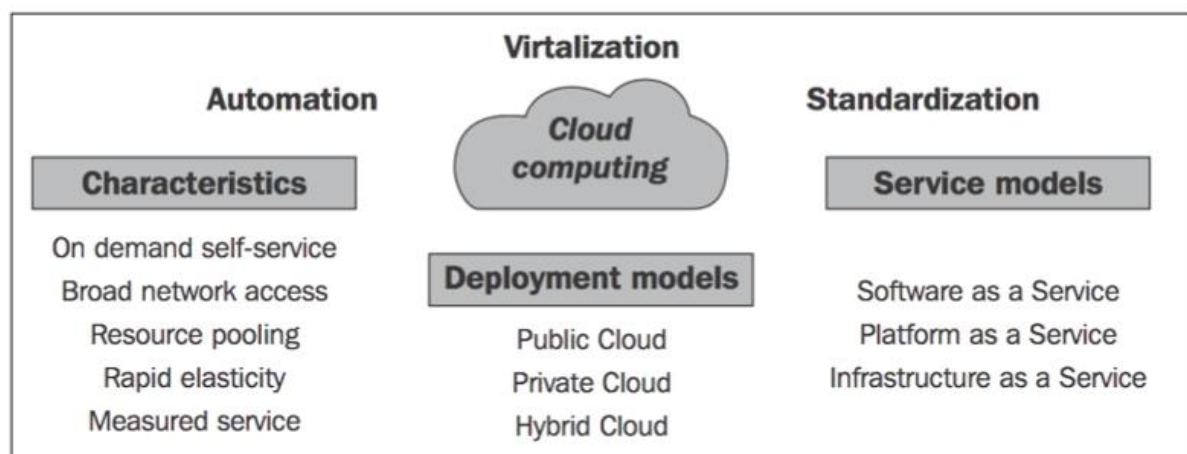 Virtalization
Automation
Standardization
Cloud
computing
Characteristics
On demand self-service
Broad network access
Resource pooling
Rapid elasticity
Measured service
Deployment models
Public Cloud
Private Cloud
Hybrid Cloud
Service models
Software as a Service
Platform as a Service
Infrastructure as a Service